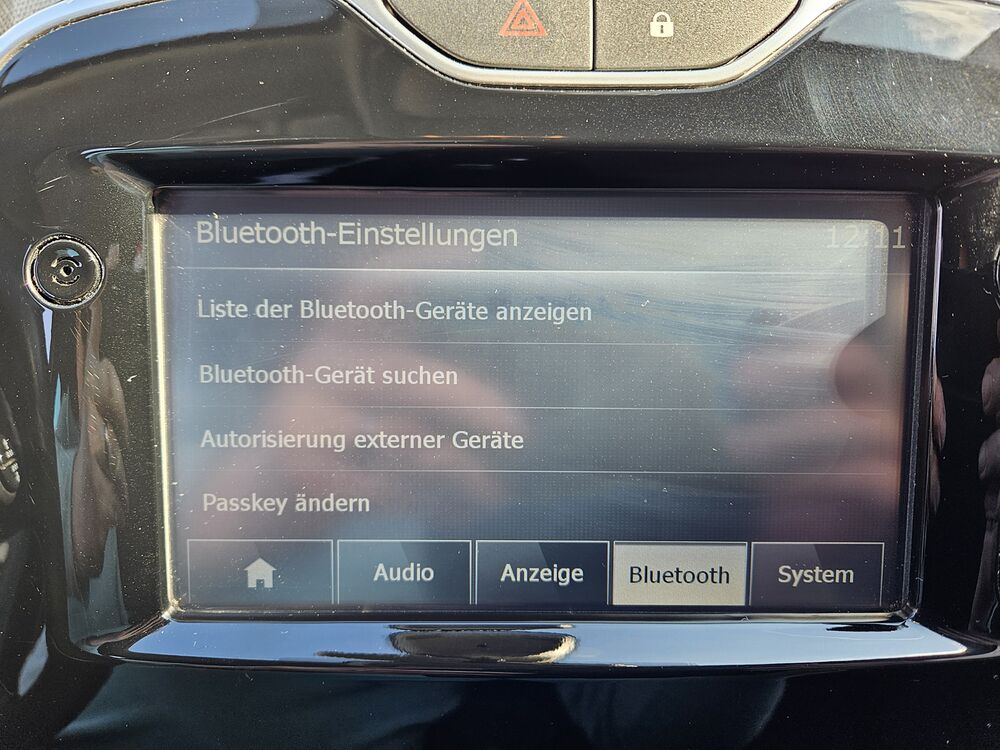 Bluetooth-Einstellungen 12:11
Liste der Bluetooth-Geräte anzeigen
Bluetooth-Gerät suchen
Autorisierung externer Geräte
Passkey ändern
Audio Anzeige Bluetooth System